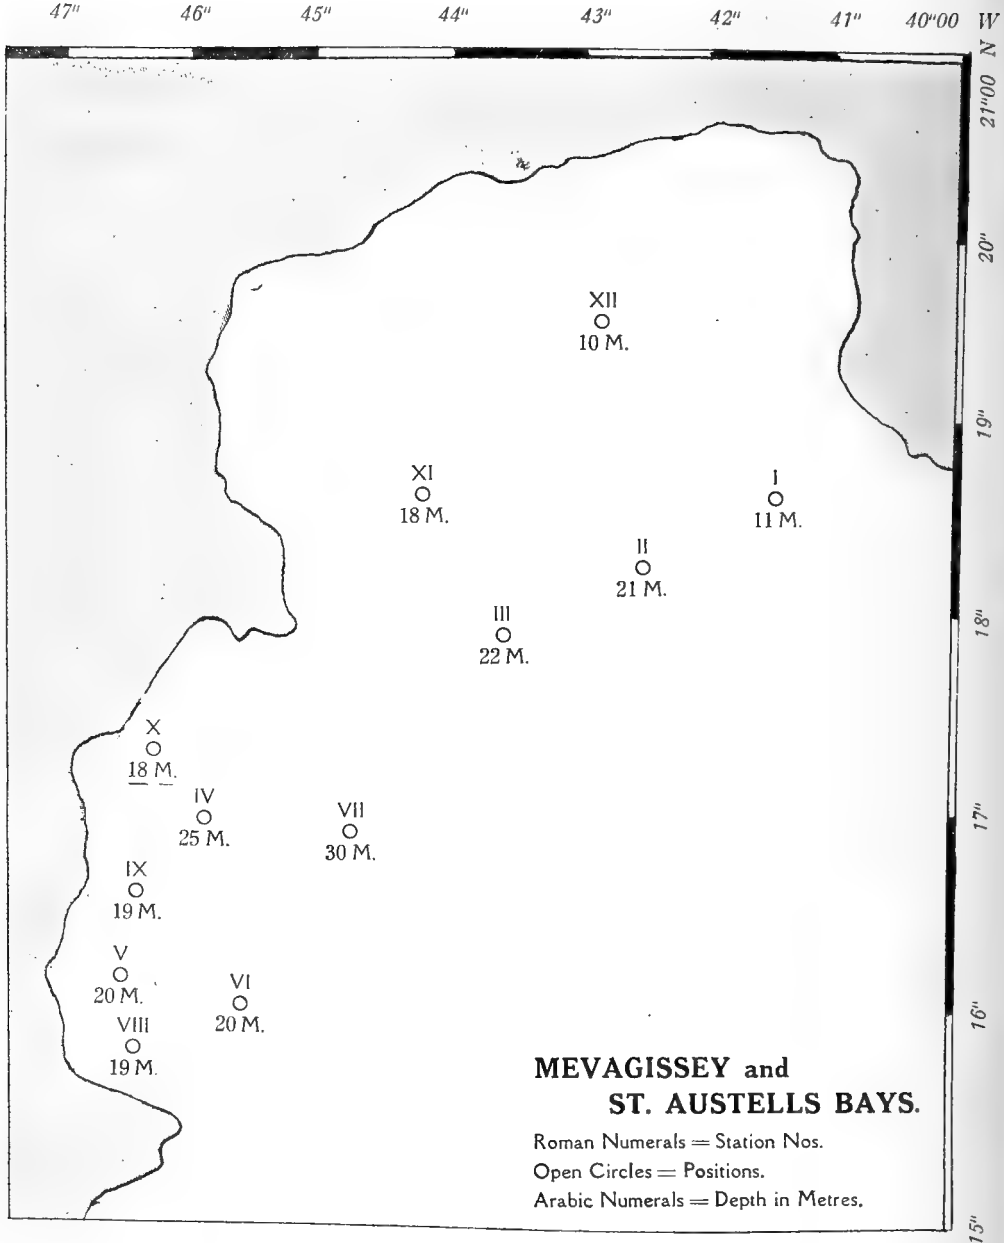 47" 46" 45" 44" 43" 42" 41" 40"00 W
N
21"00
20"
19"
18"
17"
16"
15"
XII
10 M.
XI
18 M.
I
11 M.
II
21 M.
III
22 M.
X
18 M.
IV
25 M.
VII
30 M.
IX
19 M.
V
20 M.
VI
20 M.
VIII
19 M.
MEVAGISSEY and
ST. AUSTELLS BAYS.
Roman Numerals = Station Nos.
Open Circles = Positions.
Arabic Numerals = Depth in Metres.